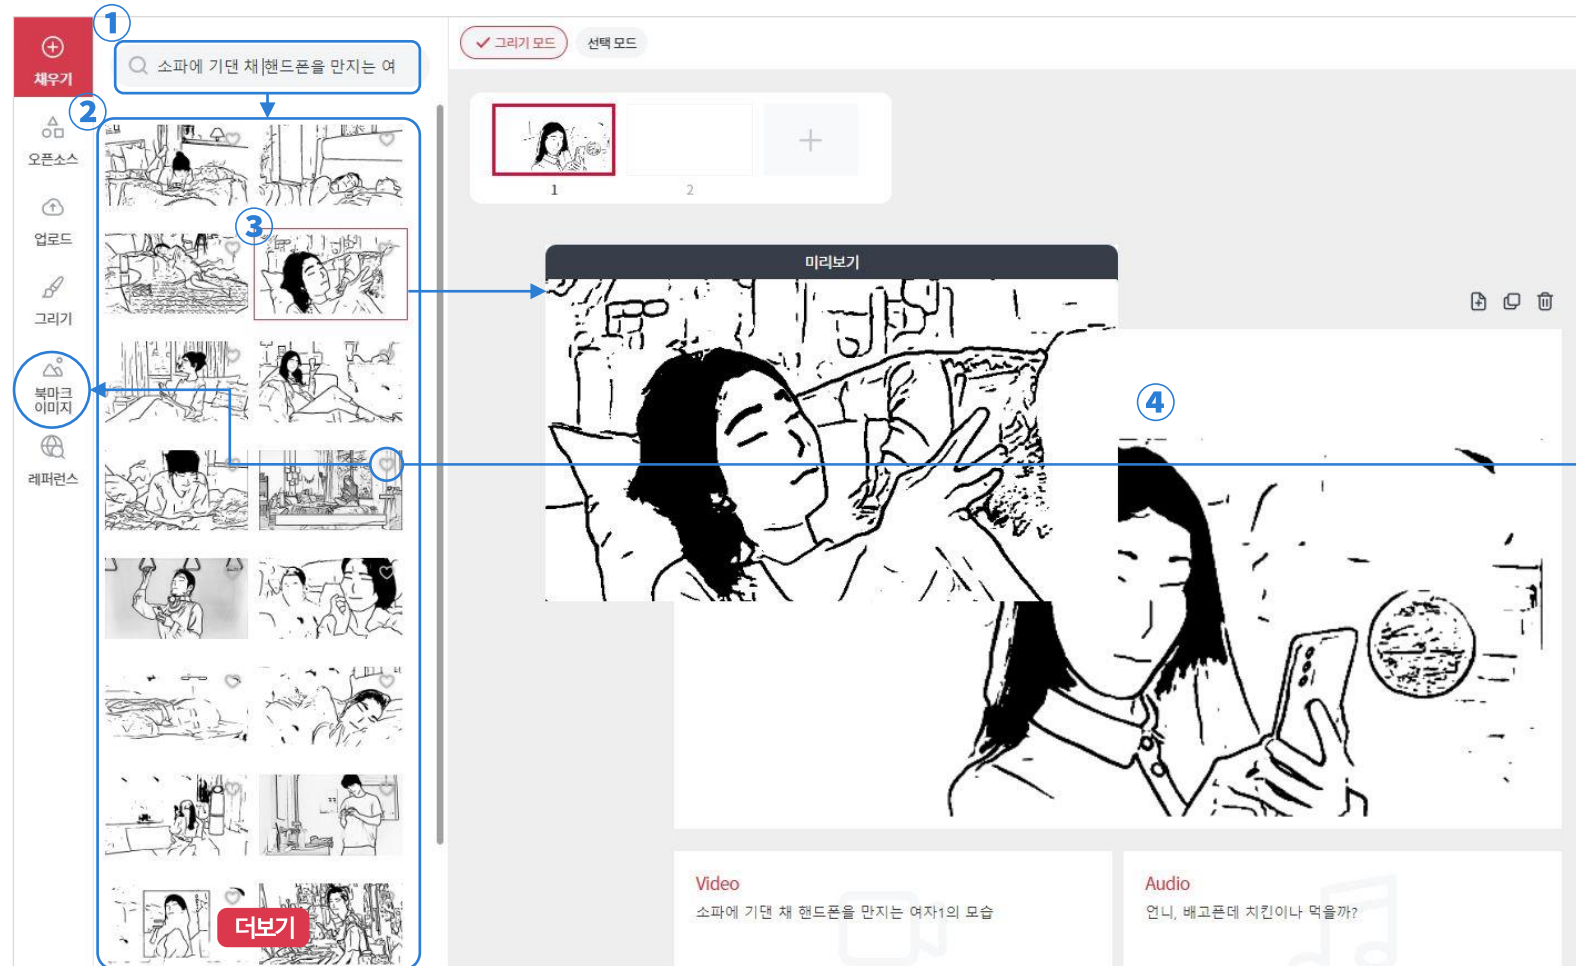 ①
채우기
소파에 기댄 채 핸드폰을 만지는 여
그리기 모드
선택 모드
②
오픈소스
업로드
그리기
북마크
이미지
레퍼런스
③
1
2
미리보기
④
더보기
Video
소파에 기댄 채 핸드폰을 만지는 여자1의 모습
Audio
언니, 배고픈데 치킨이나 먹을까?